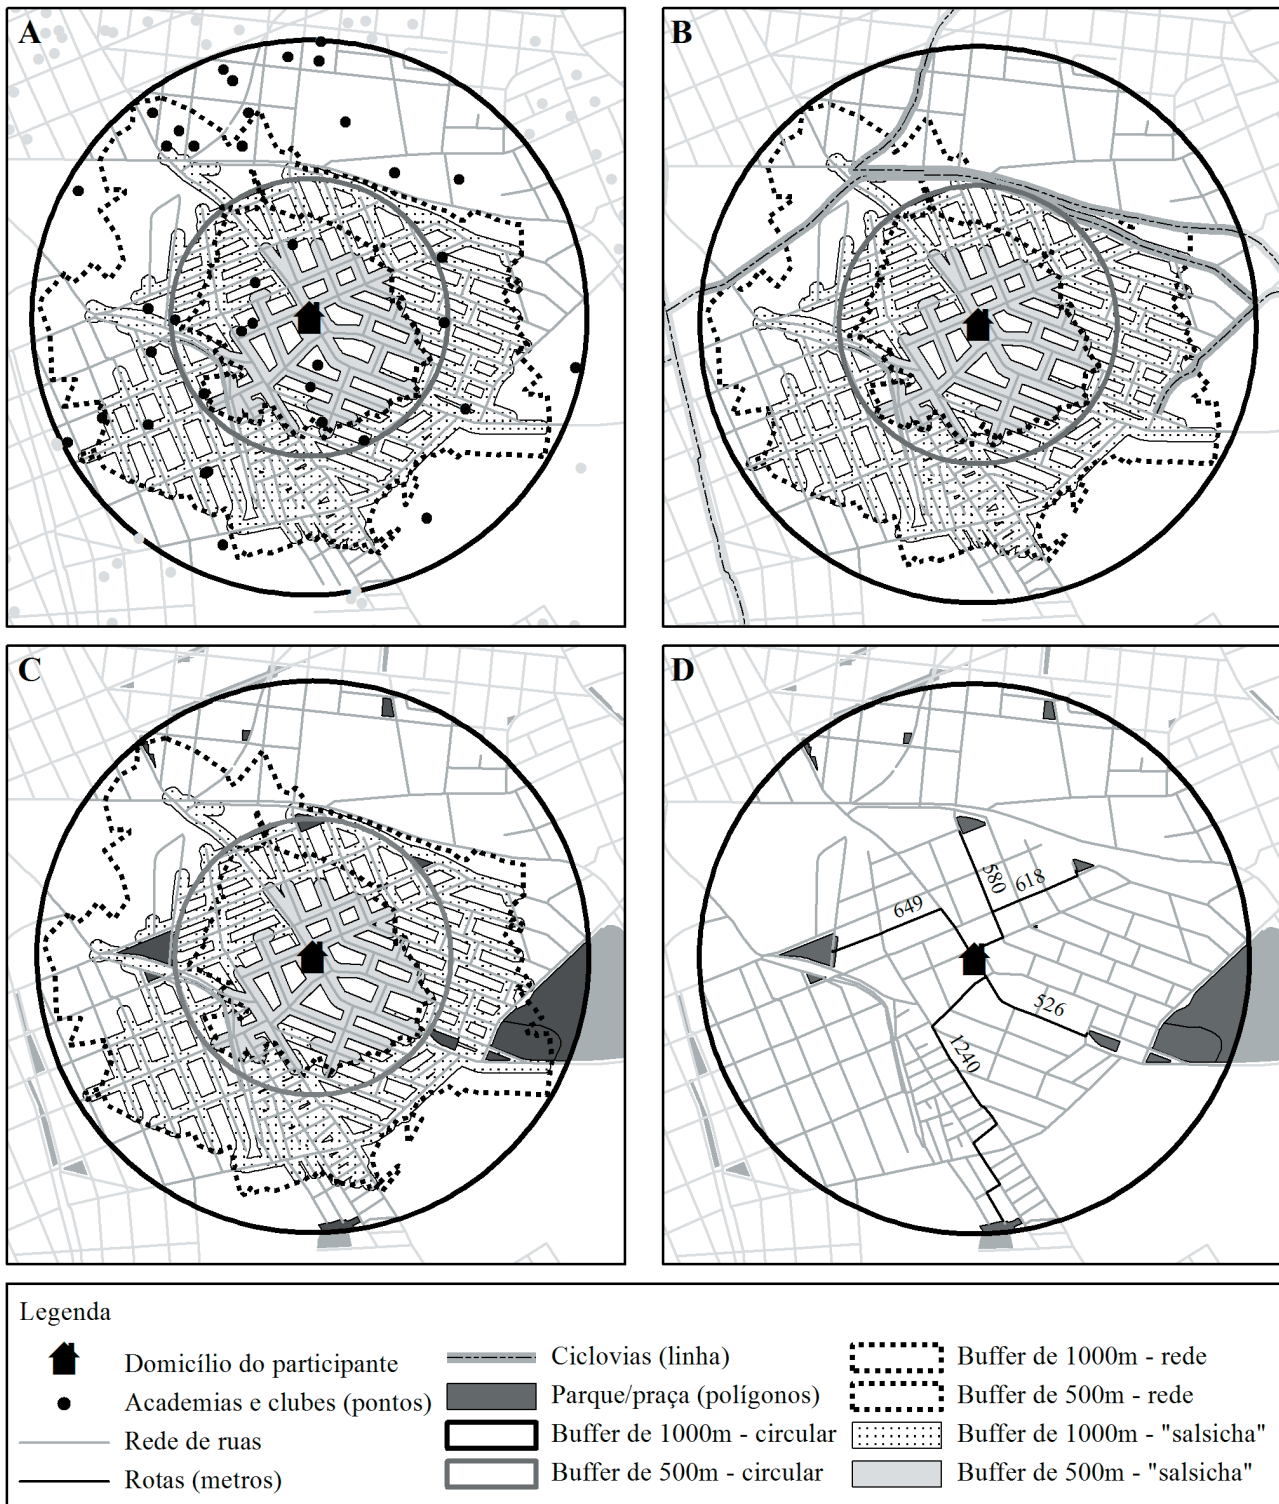 A
B
C
D
580
618
649
526
1240
Legenda
Domicílio do participante
Academias e clubes (pontos)
Rede de ruas
Rotas (metros)
Ciclovias (linha)
Parque/praça (polígonos)
Buffer de 1000m - circular
Buffer de 500m - circular
Buffer de 1000m - rede
Buffer de 500m - rede
Buffer de 1000m - "salsicha"
Buffer de 500m - "salsicha"